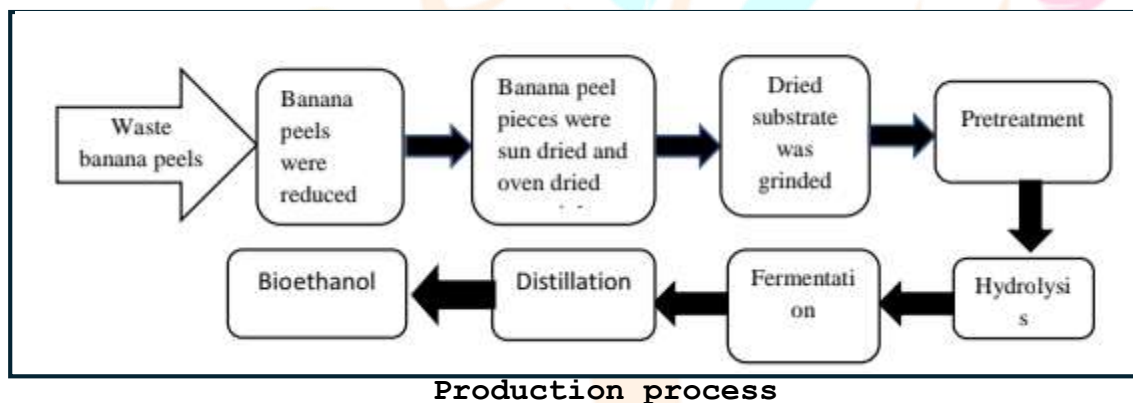 Waste
banana peels
Banana
peels
were
reduced
Banana peel
pieces were
sun dried and
oven dried
Dried
substrate
was
grinded
Pretreatment
Hydrolysi
s
Fermentati
on
Distillation
Bioethanol
Production process